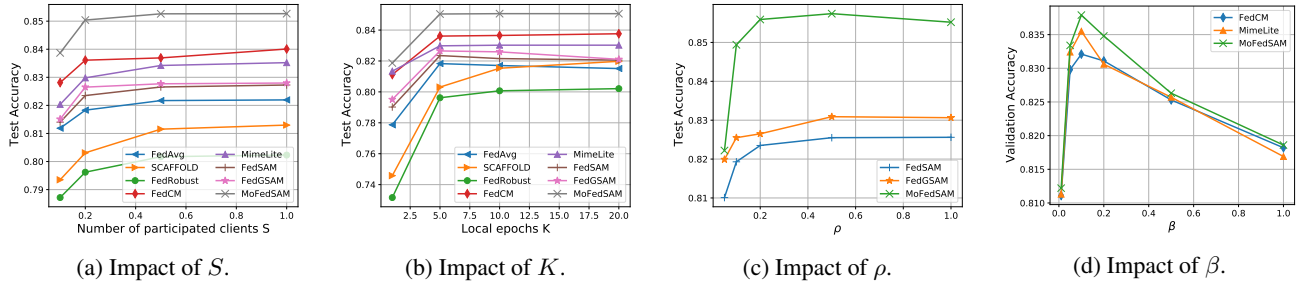 0.85
0.84
0.83
0.82
0.81
0.80
0.79
Test Accuracy
0.2 0.4 0.6 0.8 1.0
Number of participated clients S
FedAvg
SCAFFOLD
FedRobust
FedCM
MimeLite
FedSAM
FedGSAM
MoFedSAM
(a) Impact of S.
0.84
0.82
0.80
0.78
0.76
0.74
Test Accuracy
2.5 5.0 7.5 10.0 12.5 15.0 17.5 20.0
Local epochs K
FedAvg
SCAFFOLD
FedRobust
FedCM
MimeLite
FedSAM
FedGSAM
MoFedSAM
(b) Impact of K.
0.85
0.84
0.83
0.82
0.81
Test Accuracy
0.2 0.4 0.6 0.8 1.0
ρ
FedSAM
FedGSAM
MoFedSAM
(c) Impact of ρ.
0.835
0.830
0.825
0.820
0.815
0.810
Validation Accuracy
0.0 0.2 0.4 0.6 0.8 1.0
β
FedCM
MimeLite
MoFedSAM
(d) Impact of β.